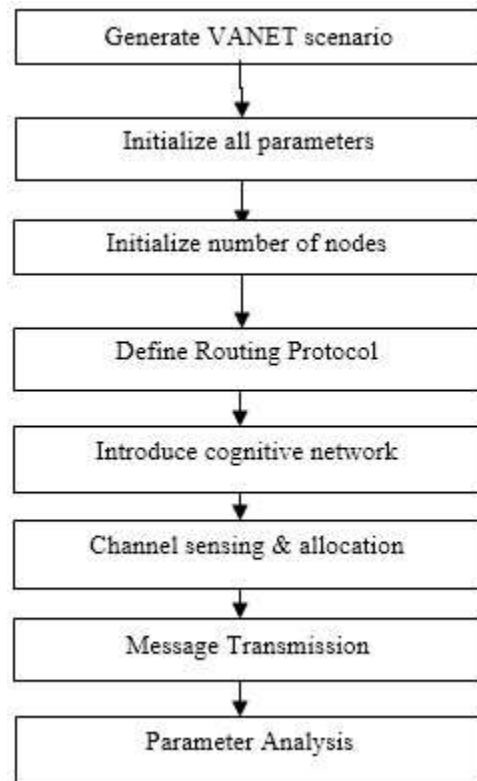 Generate VANET scenario
Initialize all parameters
Initialize number of nodes
Define Routing Protocol
Introduce cognitive network
Channel sensing & allocation
Message Transmission
Parameter Analysis